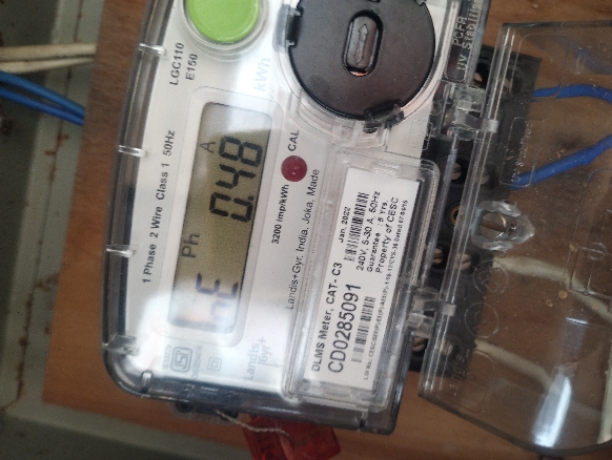 LGC110
E150
kWh
1 Phase 2 Wire Class 1 50Hz
A
Ph 0.48
CAL
3200 imp/kWh
Landis+Gyr, India, Joka, Made
Landis
Gyr+
DLMS Meter, CAT- C3
Jan, 2022
CD0285091
240V, 5-30 A, 50Hz
Guarantee : 5 Yrs.
Property of CESC